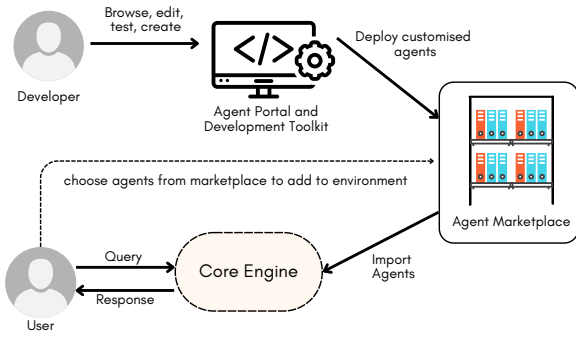 Browse, edit,
test, create
Developer
Agent Portal and
Development Toolkit
Deploy customised
agents
choose agents from marketplace to add to environment
Agent Marketplace
Query
Response
User
Core Engine
Import
Agents